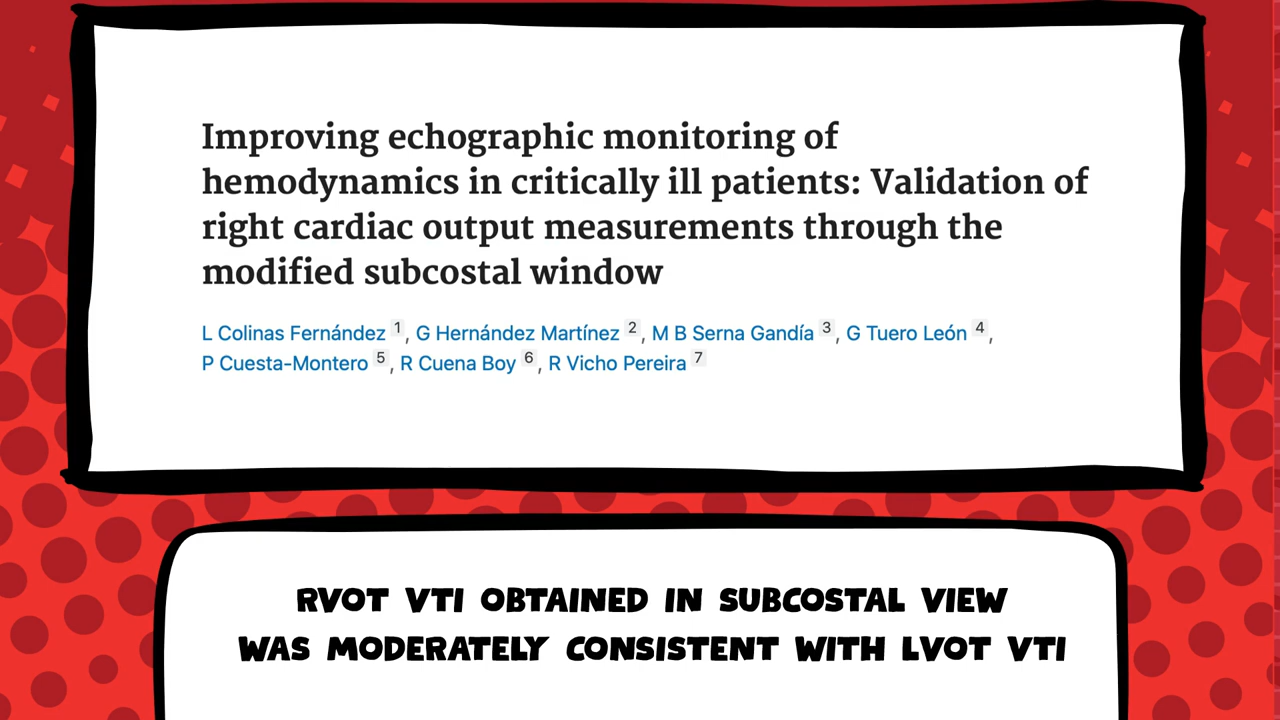 Improving echographic monitoring of
hemodynamics in critically ill patients: Validation of
right cardiac output measurements through the
modified subcostal window
L Colinas Fernández 1, G Hernández Martínez 2, M B Serna Gandía 3, G Tuero León 4,
P Cuesta-Montero 5, R Cuena Boy 6, R Vicho Pereira 7
RVOT VTI OBTAINED IN SUBCOSTAL VIEW
WAS MODERATELY CONSISTENT WITH LVOT VTI